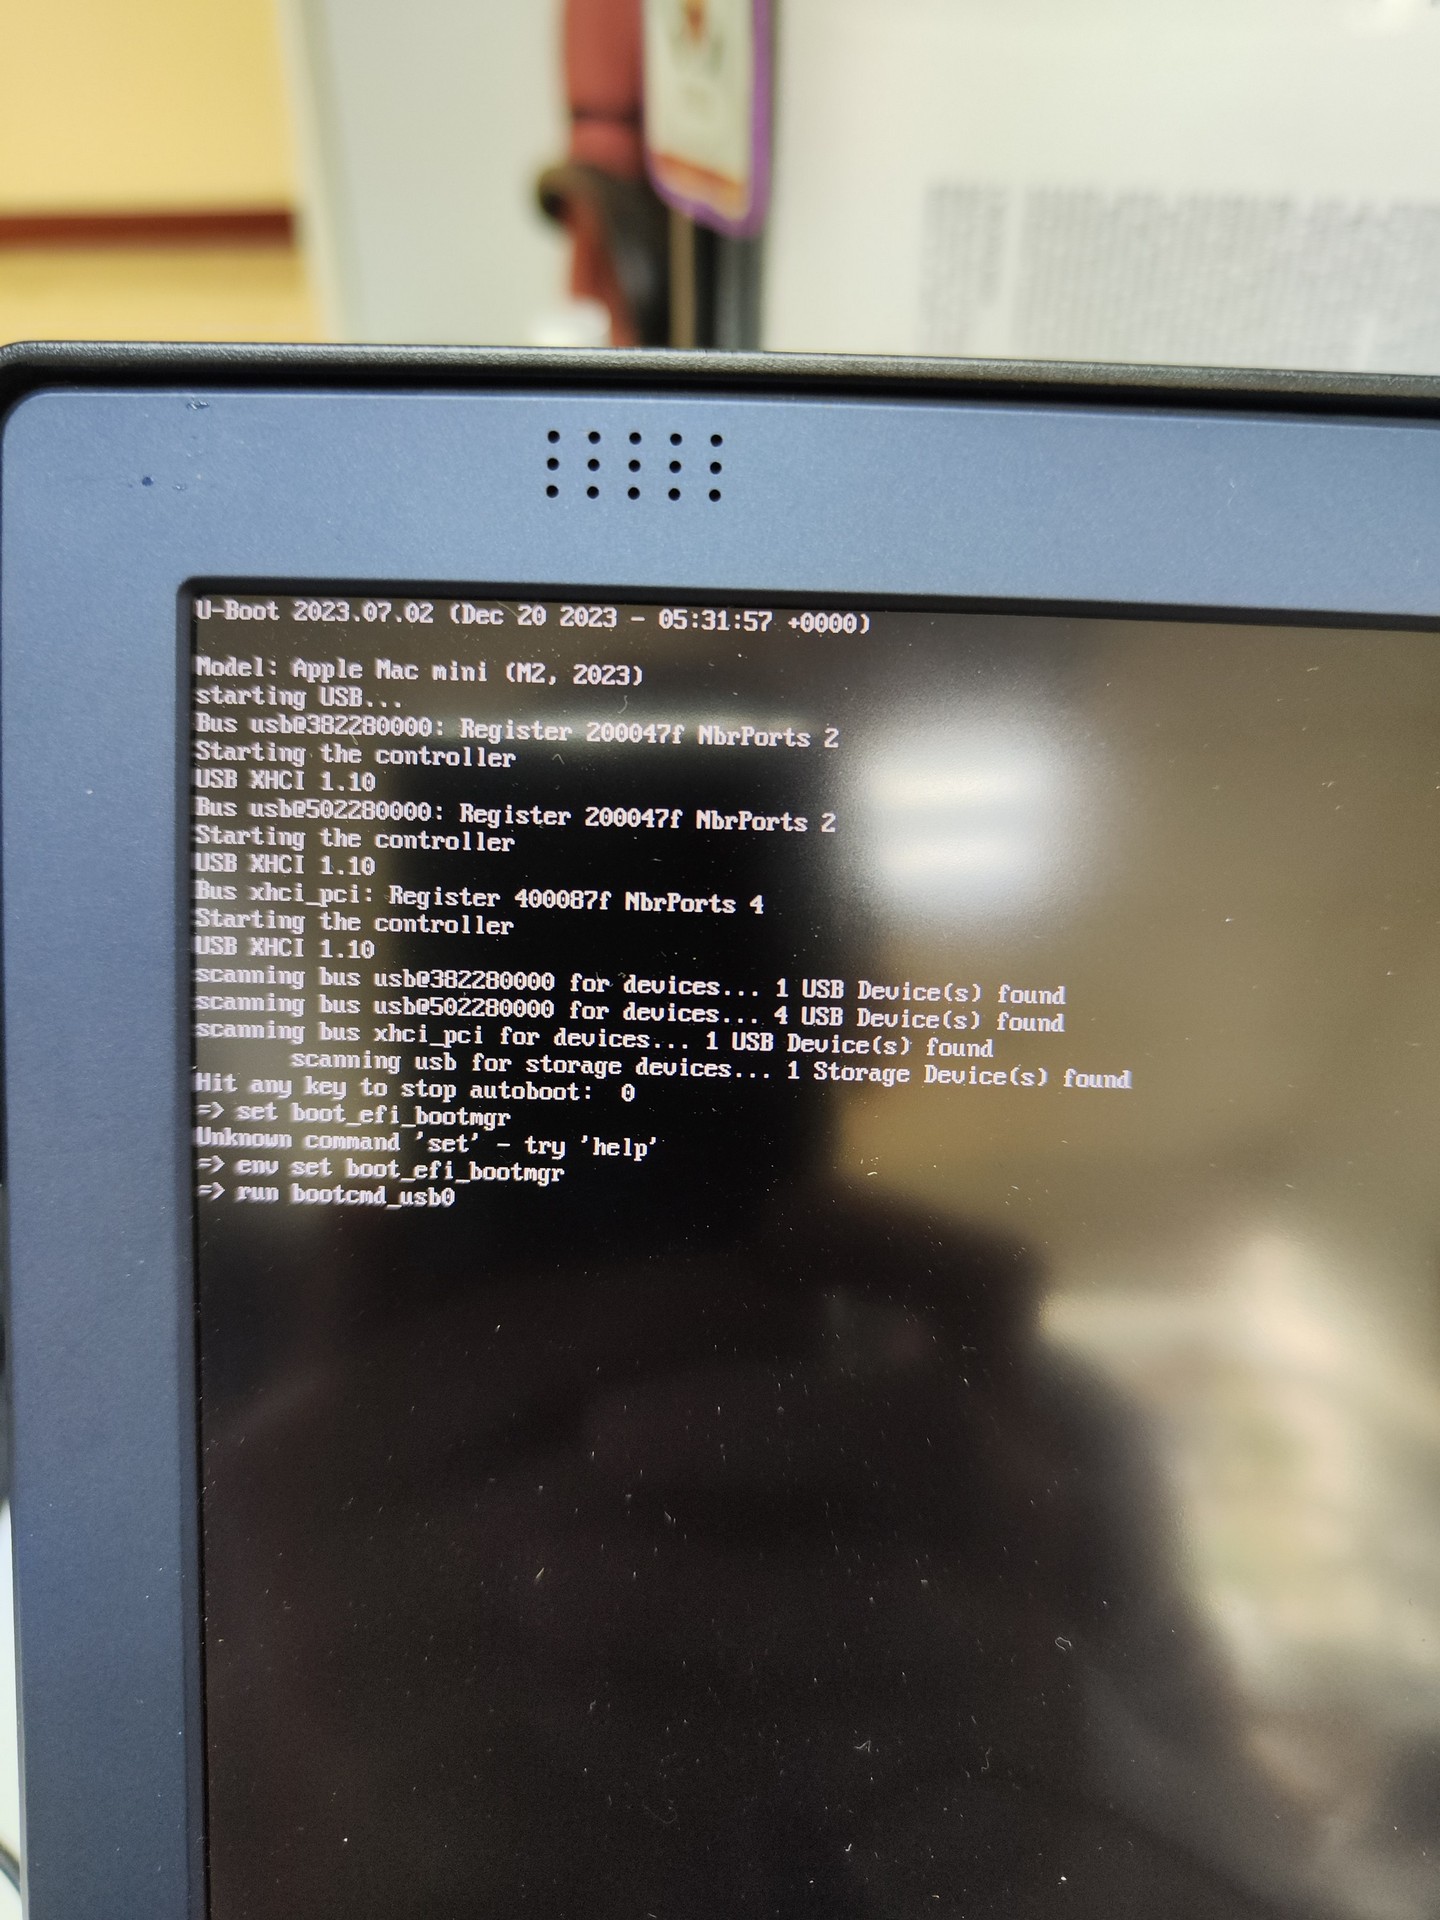 U-Boot 2023.07.02 (Dec 20 2023 - 05:31:57 +0000)
Model: Apple Mac mini (M2, 2023)
starting USB...
Bus usb@382280000: Register 200047f NbrPorts 2
Starting the controller
USB XHCI 1.10
Bus usb@502280000: Register 200047f NbrPorts 2
Starting the controller
USB XHCI 1.10
Bus xhci_pci: Register 400087f NbrPorts 4
Starting the controller
USB XHCI 1.10
scanning bus usb@382280000 for devices... 1 USB Device(s) found
scanning bus usb@502280000 for devices... 4 USB Device(s) found
scanning bus xhci_pci for devices... 1 USB Device(s) found
scanning usb for storage devices... 1 Storage Device(s) found
Hit any key to stop autoboot: 0
=> set boot_efi_bootmgr
Unknown command 'set' - try 'help'
=> env set boot_efi_bootmgr
=> run bootcmd_usb0